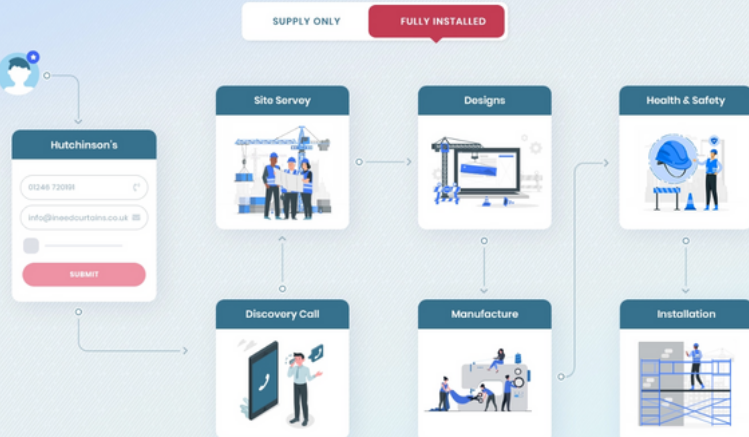 SUPPLY ONLY
FULLY INSTALLED
Hutchinson's
01246 720191
info@ineedcurtains.co.uk
SUBMIT
Site Servey
Designs
Health & Safety
Discovery Call
Manufacture
Installation